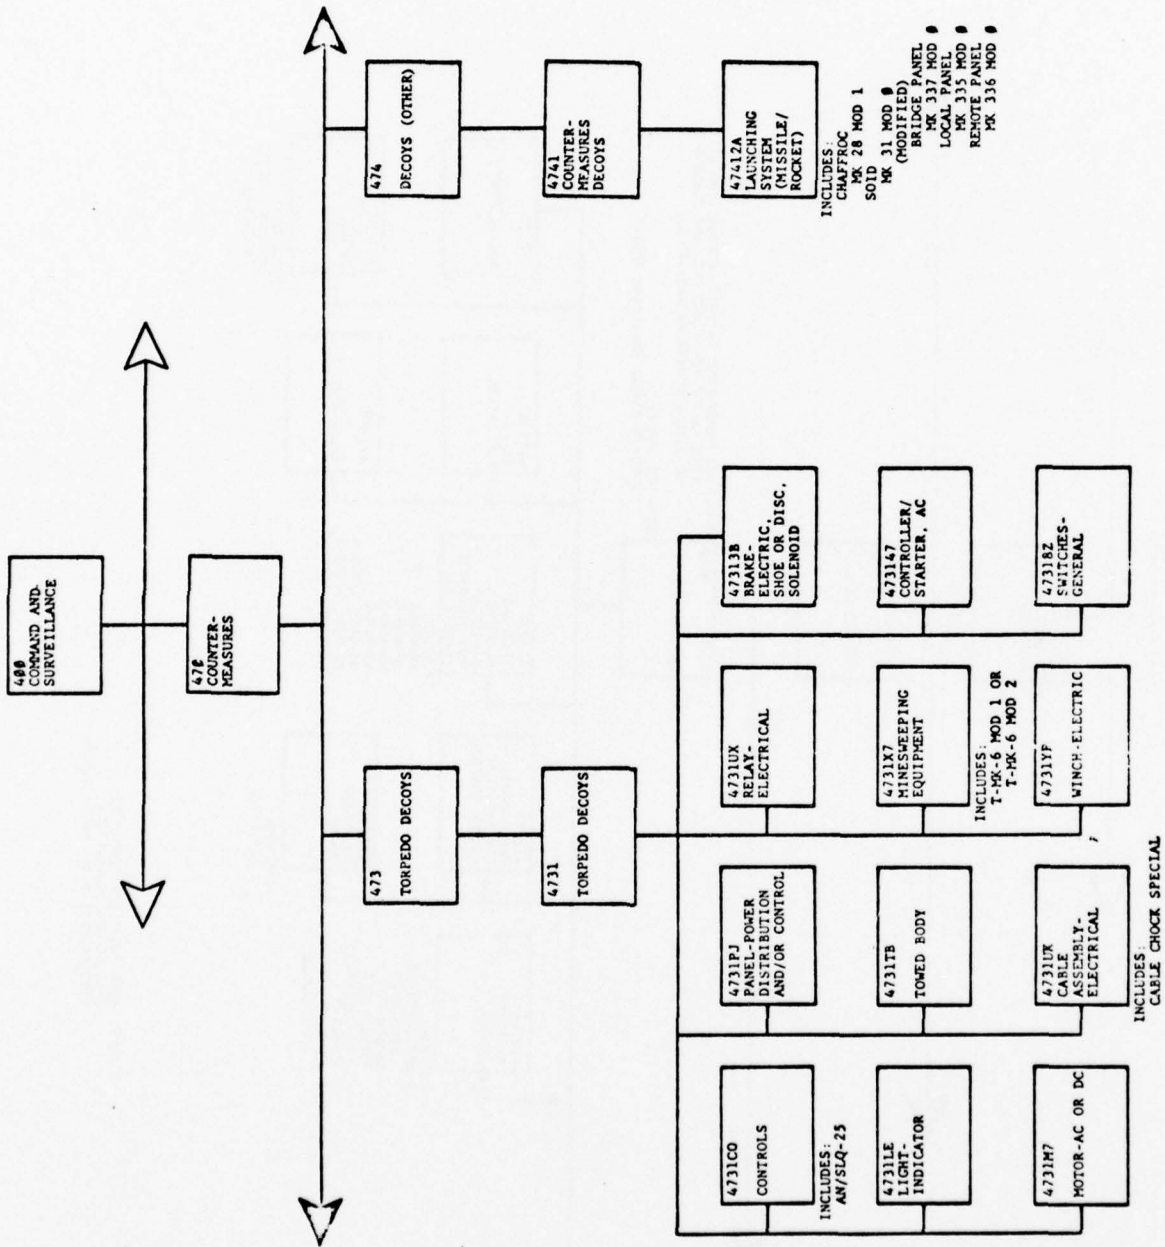 4ØØ
COMMAND AND-
SURVEILLANCE
47Ȼ
COUNTER-
MEASURES
473
TORPEDO DECOYS
4731
TORPEDO DECOYS
474
DECOYS (OTHER)
4741
COUNTER-
MEASURES
DECOYS
47412A
LAUNCHING
SYSTEM
(MISSILE/
ROCKET)
INCLUDES:
CHAFFROC
MK 28 MOD 1
SOID
MK 31 MOD Ø
(MODIFIED)
BRIDGE PANEL
MK 337 MOD Ø
LOCAL PANEL
MK 335 MOD Ø
REMOTE PANEL
MK 336 MOD Ø
4731CO
CONTROLS
INCLUDES:
AN/SLQ-25
4731LE
LIGHT-
INDICATOR
4731M7
MOTOR-AC OR DC
4731PJ
PANEL-POWER
DISTRIBUTION
AND/OR CONTROL
4731TB
TOWED BODY
4731UX
CABLE
ASSEMBLY-
ELECTRICAL
INCLUDES:
CABLE CHOCK SPECIAL
4731UX
RELAY-
ELECTRICAL
4731X7
MINESWEEPING
EQUIPMENT
INCLUDES:
T-MK-6 MOD 1 OR
T-MK-6 MOD 2
4731YF
WINCH-ELECTRIC
47313B
BRAKE-
ELECTRIC,
SHOE OR DISC,
SOLENOID
473147
CONTROLLER/
STARTER, AC
4731BZ
SWITCHES-
GENERAL